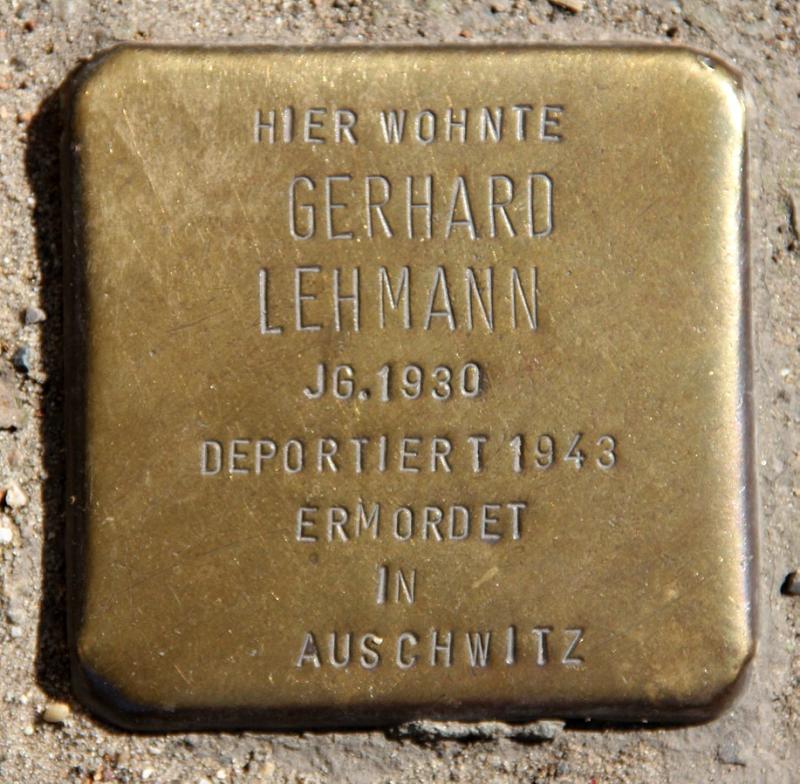 HIER WOHNTE
GERHARD
LEHMANN
JG.1930
DEPORTIERT 1943
ERMORDET
IN
AUSCHWITZ